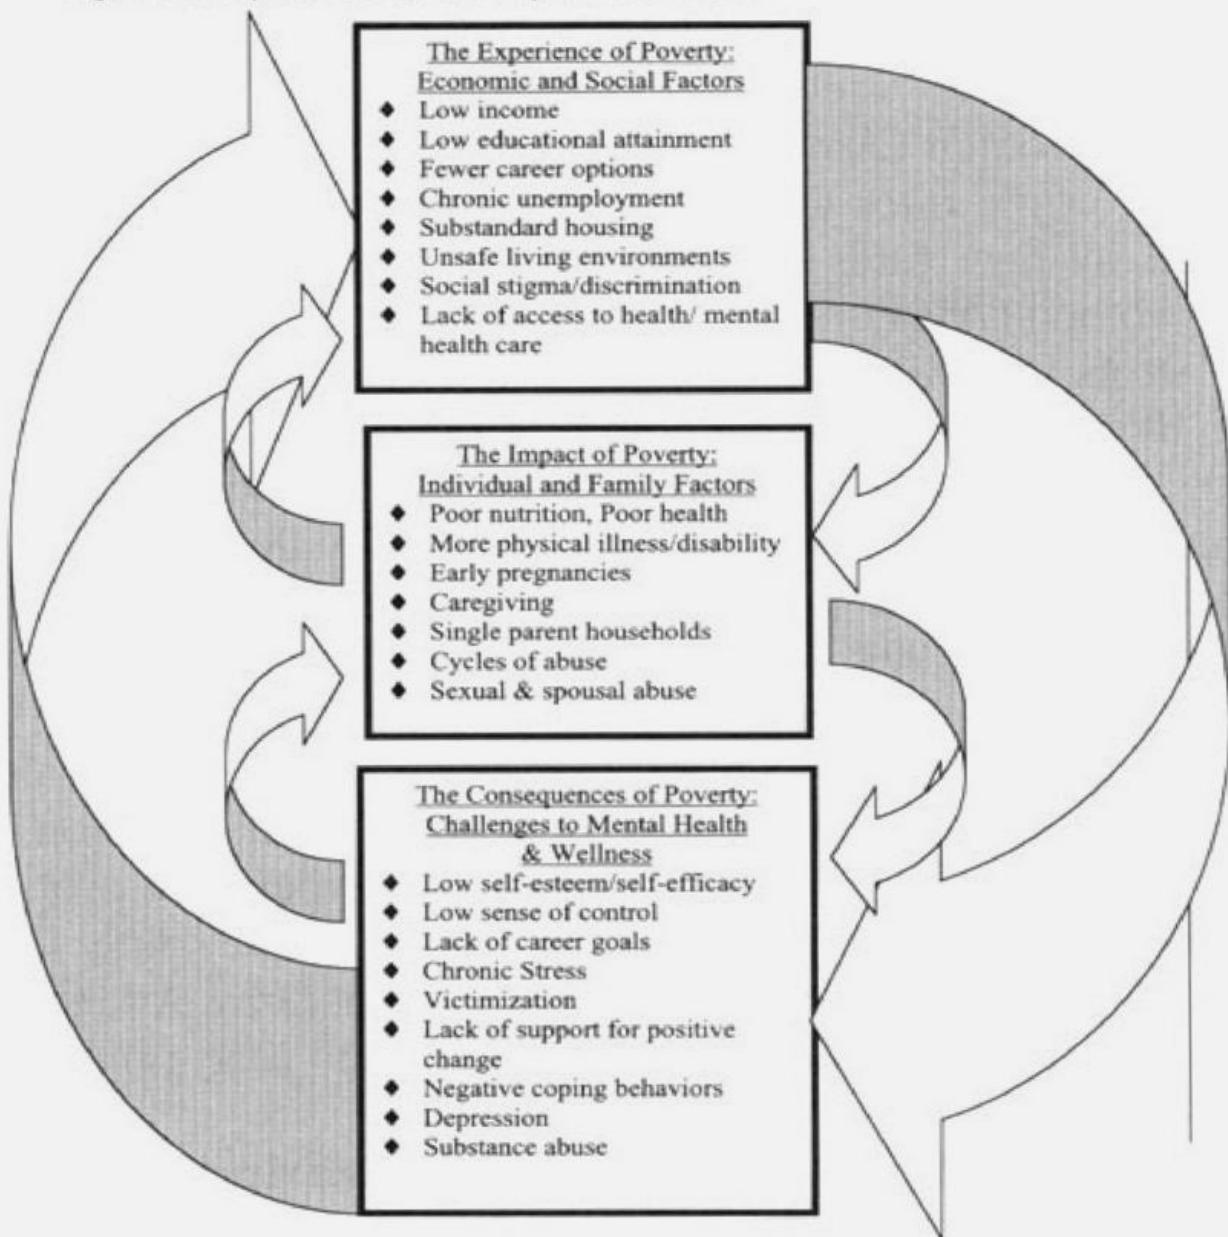 The Experience of Poverty:
Economic and Social Factors
◆ Low income
◆ Low educational attainment
◆ Fewer career options
◆ Chronic unemployment
◆ Substandard housing
◆ Unsafe living environments
◆ Social stigma/discrimination
◆ Lack of access to health/ mental
health care
The Impact of Poverty:
Individual and Family Factors
◆ Poor nutrition, Poor health
◆ More physical illness/disability
◆ Early pregnancies
◆ Caregiving
◆ Single parent households
◆ Cycles of abuse
◆ Sexual & spousal abuse
The Consequences of Poverty:
Challenges to Mental Health
& Wellness
◆ Low self-esteem/self-efficacy
◆ Low sense of control
◆ Lack of career goals
◆ Chronic Stress
◆ Victimization
◆ Lack of support for positive
change
◆ Negative coping behaviors
◆ Depression
◆ Substance abuse